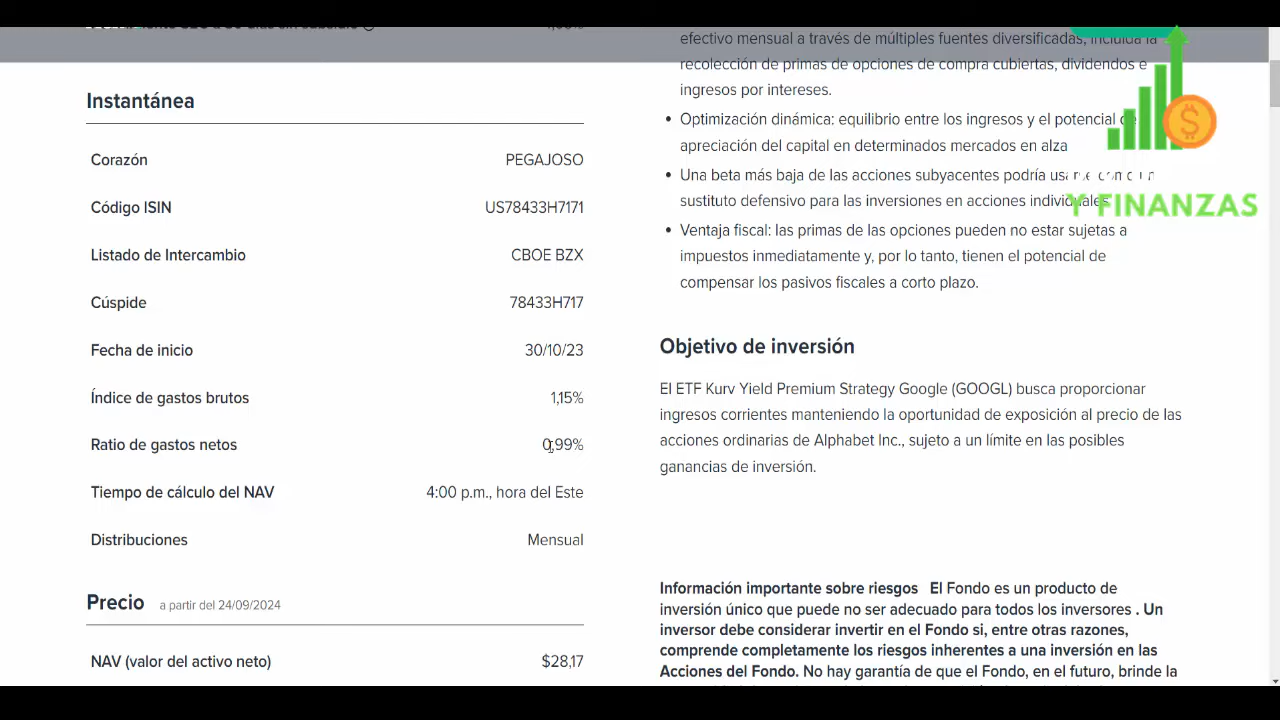 Instantánea
Corazón PEGAJOSO
Código ISIN US78433H7171
Listado de Intercambio CBOE BZX
Cúspide 78433H717
Fecha de inicio 30/10/23
Índice de gastos brutos 1,15%
Ratio de gastos netos 0,99%
Tiempo de cálculo del NAV 4:00 p.m., hora del Este
Distribuciones Mensual
Precio a partir del 24/09/2024
NAV (valor del activo neto) $28,17
efectivo mensual a través de múltiples fuentes diversificadas, incluida la
recolección de primas de opciones de compra cubiertas, dividendos e
ingresos por intereses.
• Optimización dinámica: equilibrio entre los ingresos y el potencial de
apreciación del capital en determinados mercados en alza
• Una beta más baja de las acciones subyacentes podría usarse como un
sustituto defensivo para las inversiones en acciones individuales
• Ventaja fiscal: las primas de las opciones pueden no estar sujetas a
impuestos inmediatamente y, por lo tanto, tienen el potencial de
compensar los pasivos fiscales a corto plazo.
Objetivo de inversión
El ETF Kurv Yield Premium Strategy Google (GOOGL) busca proporcionar
ingresos corrientes manteniendo la oportunidad de exposición al precio de las
acciones ordinarias de Alphabet Inc., sujeto a un límite en las posibles
ganancias de inversión.
Información importante sobre riesgos El Fondo es un producto de
inversión único que puede no ser adecuado para todos los inversores . Un
inversor debe considerar invertir en el Fondo si, entre otras razones,
comprende completamente los riesgos inherentes a una inversión en las
Acciones del Fondo. No hay garantía de que el Fondo, en el futuro, brinde la
Y FINANZAS